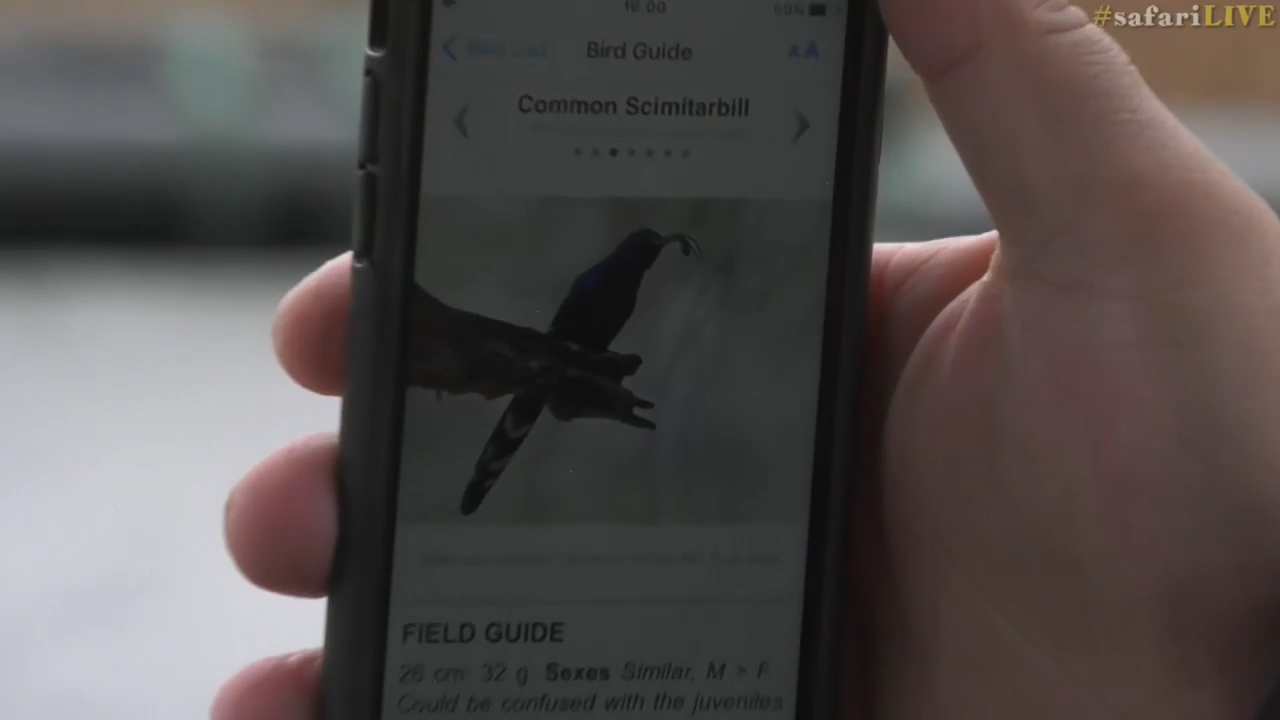 #safariLIVE
16:00
Bird Guide
AA
Common Scimitarbill
FIELD GUIDE
26 cm 32 g Sexes Similar, M > F
Could be confused with the juveniles